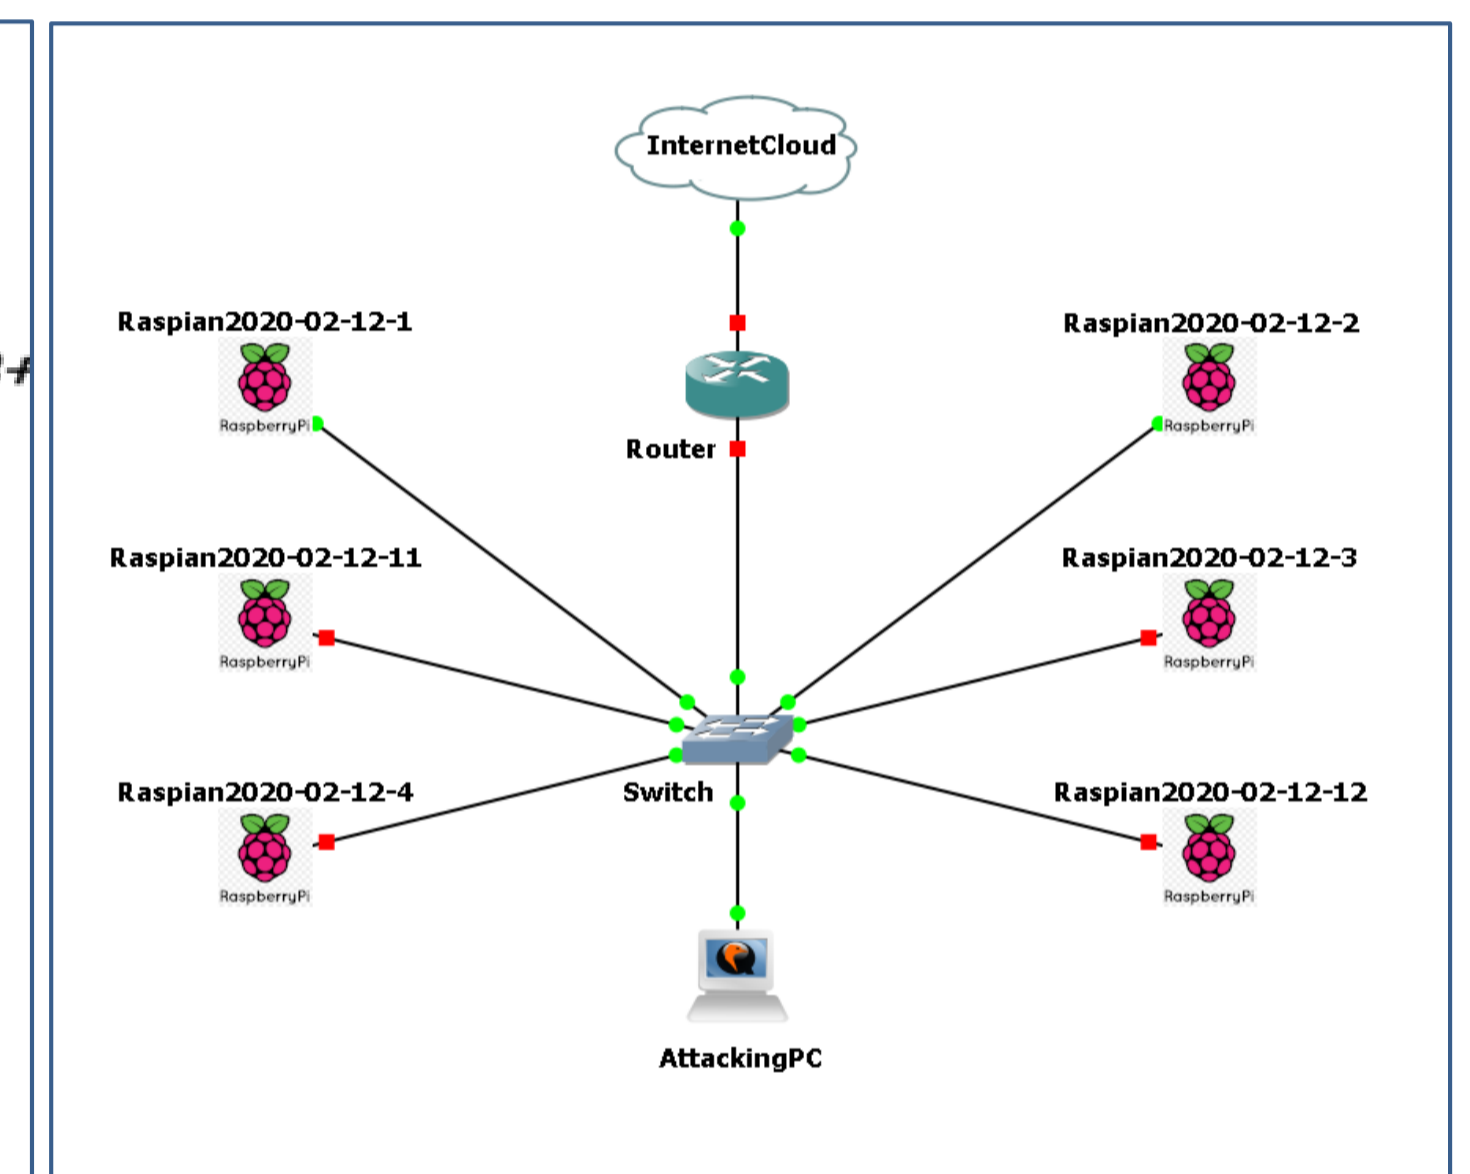 InternetCloud
Raspian2020-02-12-1
Raspian2020-02-12-2
RaspberryPi
RaspberryPi
Router
Raspian2020-02-12-11
Raspian2020-02-12-3
RaspberryPi
RaspberryPi
Raspian2020-02-12-4
Switch
Raspian2020-02-12-12
RaspberryPi
RaspberryPi
AttackingPC